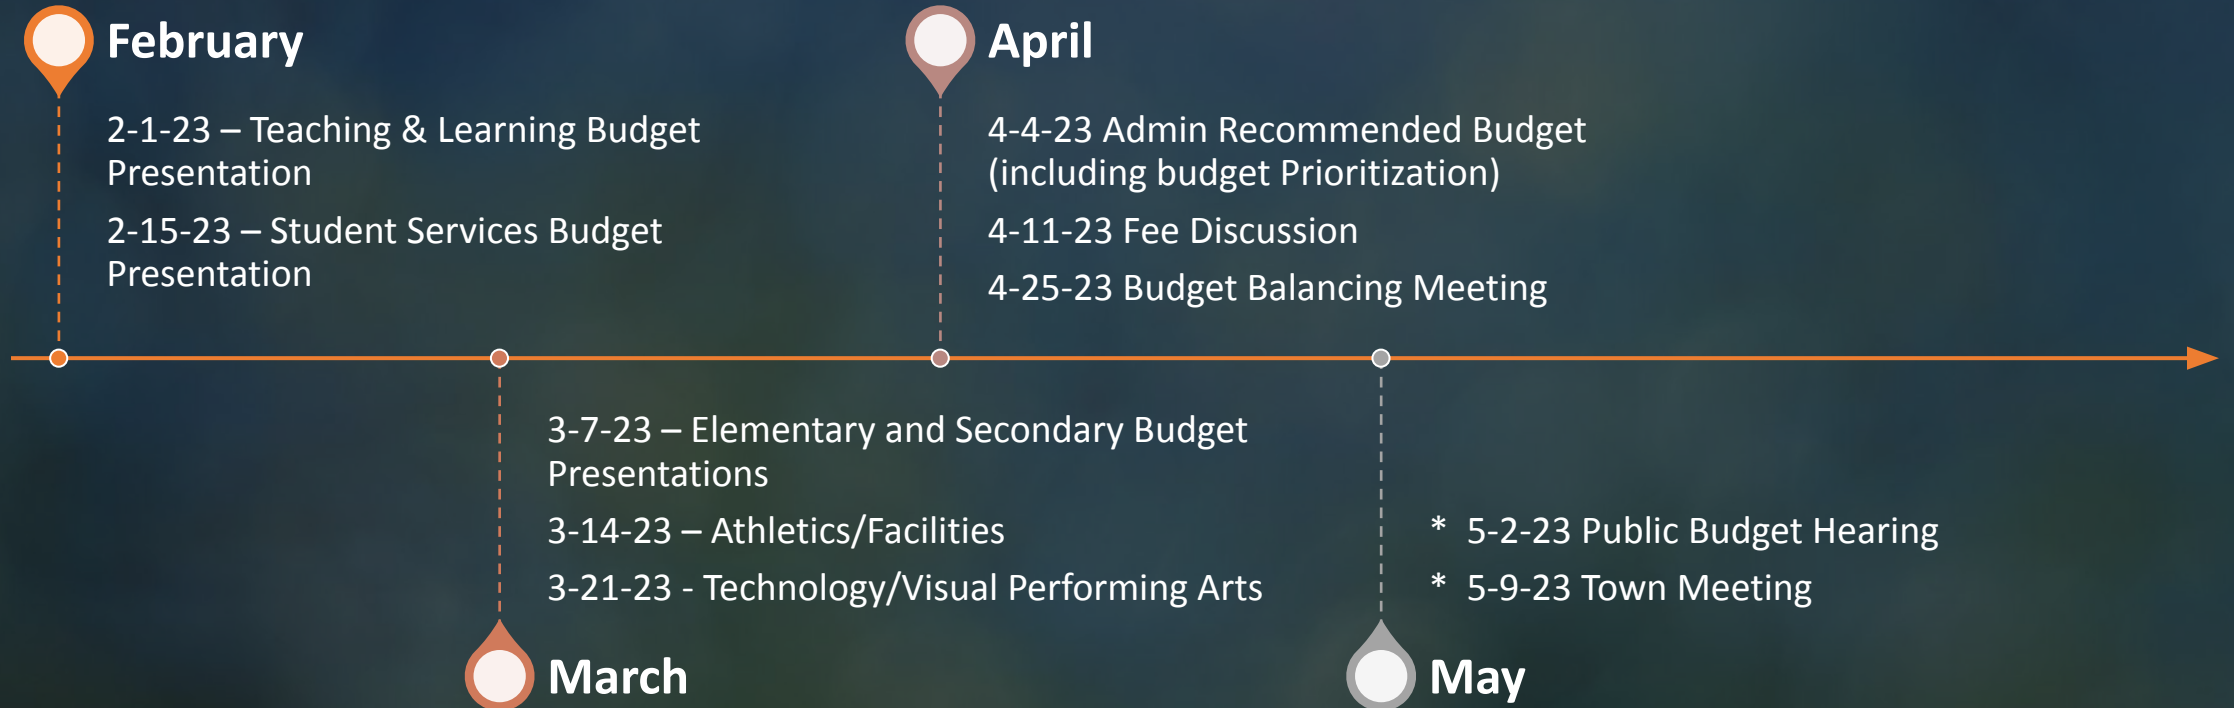 February
2-1-23 – Teaching & Learning Budget
Presentation
2-15-23 – Student Services Budget
Presentation
3-7-23 – Elementary and Secondary Budget
Presentations
3-14-23 – Athletics/Facilities
3-21-23 - Technology/Visual Performing Arts
March
April
4-4-23 Admin Recommended Budget
(including budget Prioritization)
4-11-23 Fee Discussion
4-25-23 Budget Balancing Meeting
* 5-2-23 Public Budget Hearing
* 5-9-23 Town Meeting
May